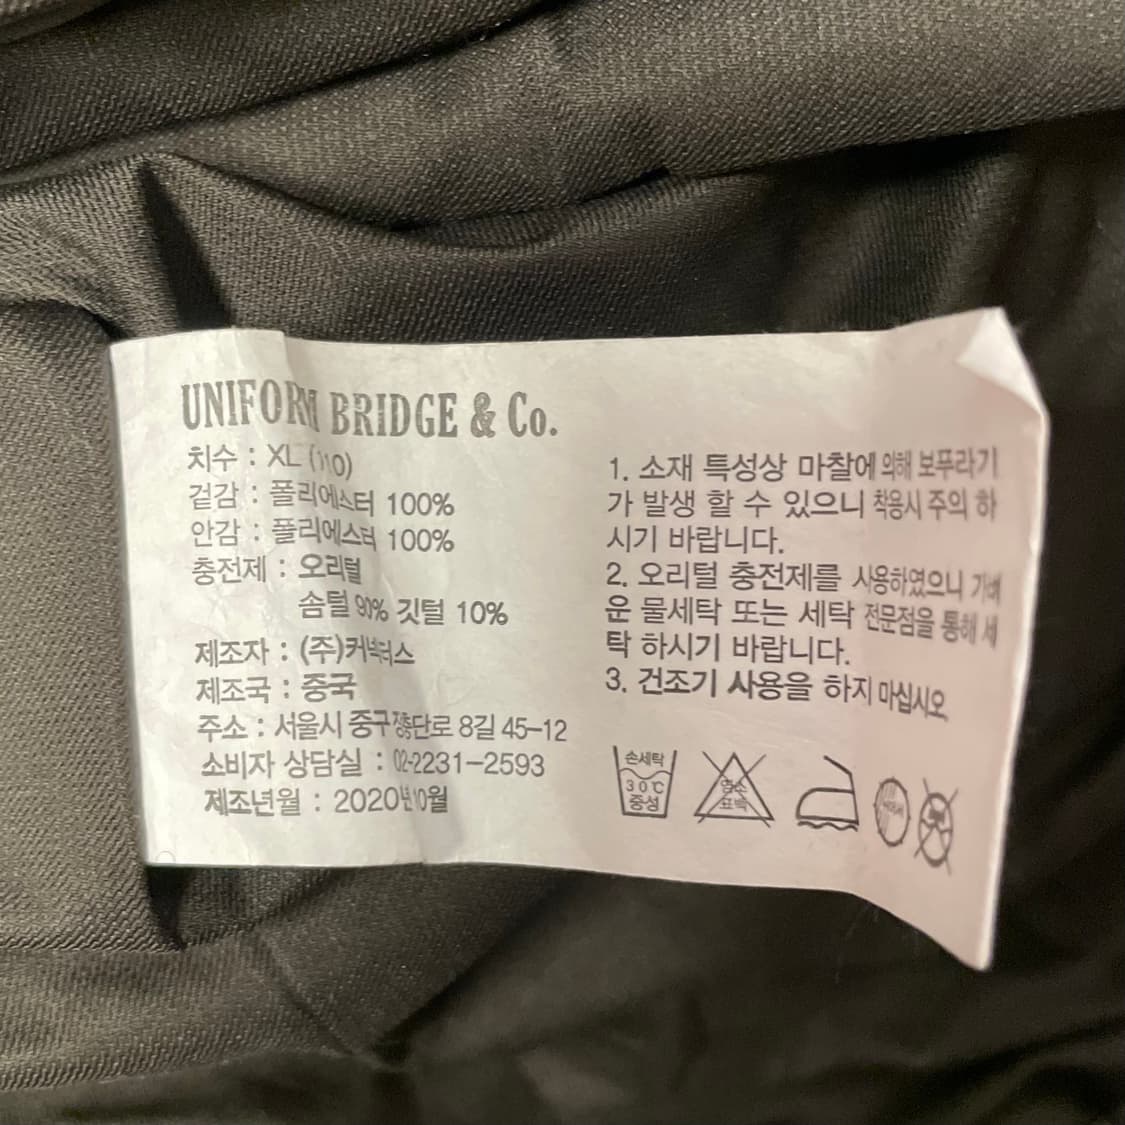 UNIFORM BRIDGE & Co.
치수 : XL (110)
겉감 : 폴리에스터 100%
안감 : 폴리에스터 100%
충전제 : 오리털
솜털 90% 깃털 10%
제조자 : (주)커넥터스
제조국 : 중국
주소 : 서울시 중구 퇴계로 8길 45-12
소비자 상담실 : 02-2231-2593
제조년월 : 2020년10월
1. 소재 특성상 마찰에 의해 보푸라기
가 발생 할 수 있으니 착용시 주의 하
시기 바랍니다.
2. 오리털 충전제를 사용하였으니 가벼
운 물세탁 또는 세탁 전문점을 통해 세
탁 하시기 바랍니다.
3. 건조기 사용을 하지 마십시오
손세탁
30℃
중성
염소
표백